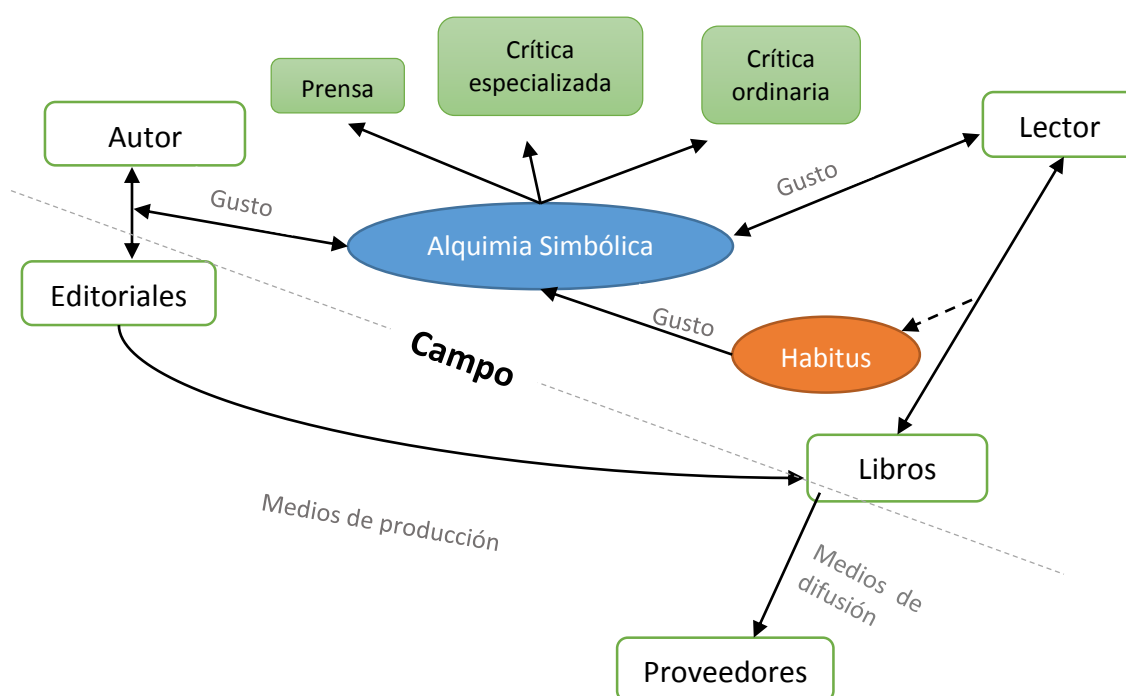 Crítica
especializada
Crítica
ordinaria
Prensa
Autor
Lector
Gusto
Gusto
Alquimia Simbólica
Editoriales
Gusto
Campo
Habitus
Libros
Medios de producción
Medios de
difusión
Proveedores